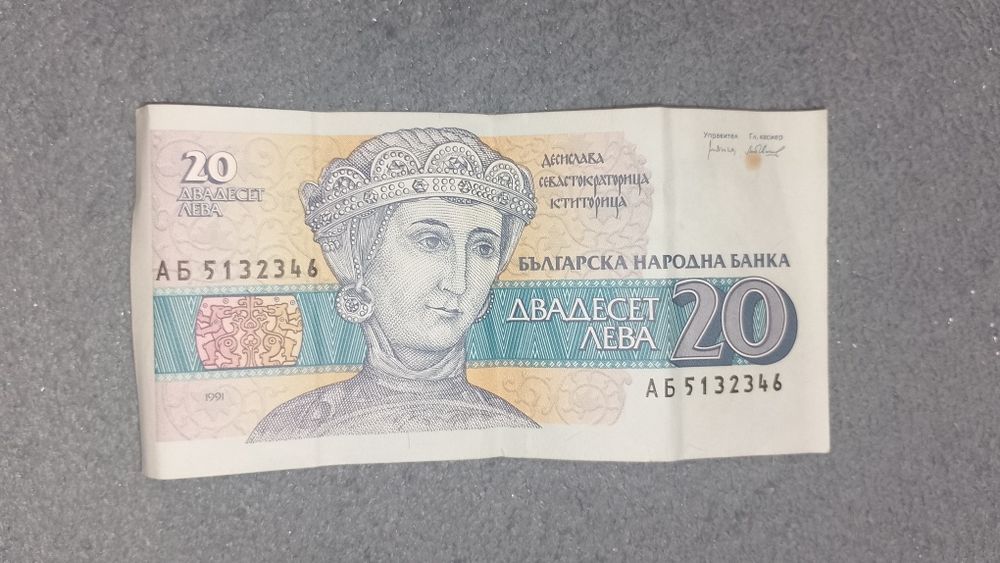 20
ДВАДЕСЕТ
ЛЕВА
ДЕСИСЛАВА
СЕВАСТОКРАТОРИЦА
КТИТОРИЦА
Управител Гл. касиер
АБ 5132346
БЪЛГАРСКА НАРОДНА БАНКА
ДВАДЕСЕТ
ЛЕВА
20
АБ 5132346
1991